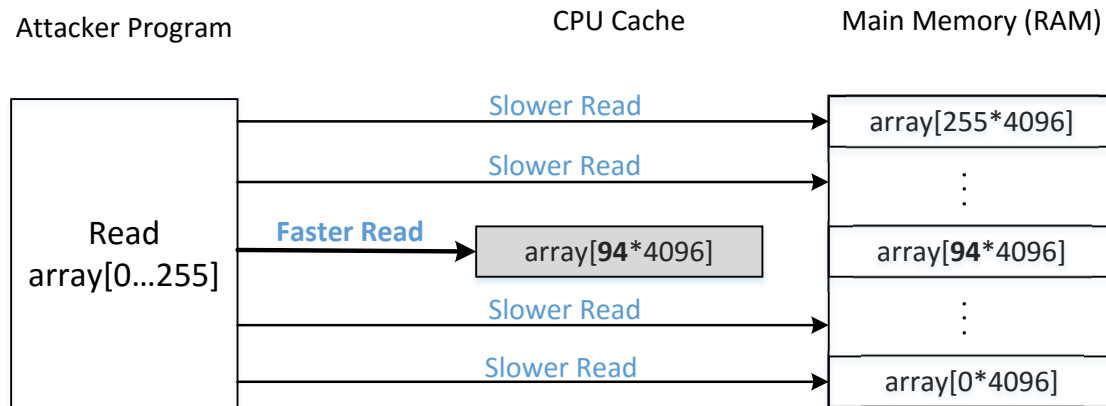 Attacker Program
CPU Cache
Main Memory (RAM)
Slower Read
array[255*4096]
Slower Read
⋮
Read
array[0...255]
Faster Read
array[94*4096]
array[94*4096]
Slower Read
⋮
Slower Read
array[0*4096]